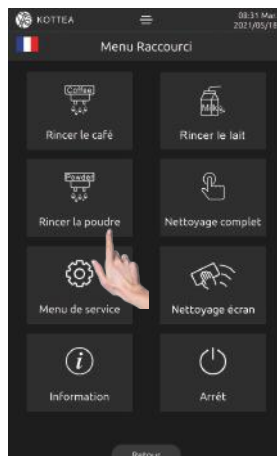 KOTTEA
08:31 Mar
2021/05/18
Menu Raccourci
Coffee
Rincer le café
Milk
Rincer le lait
Powder
Rincer la poudre
Nettoyage complet
Menu de service
Nettoyage écran
i
Information
Arrêt
Retour